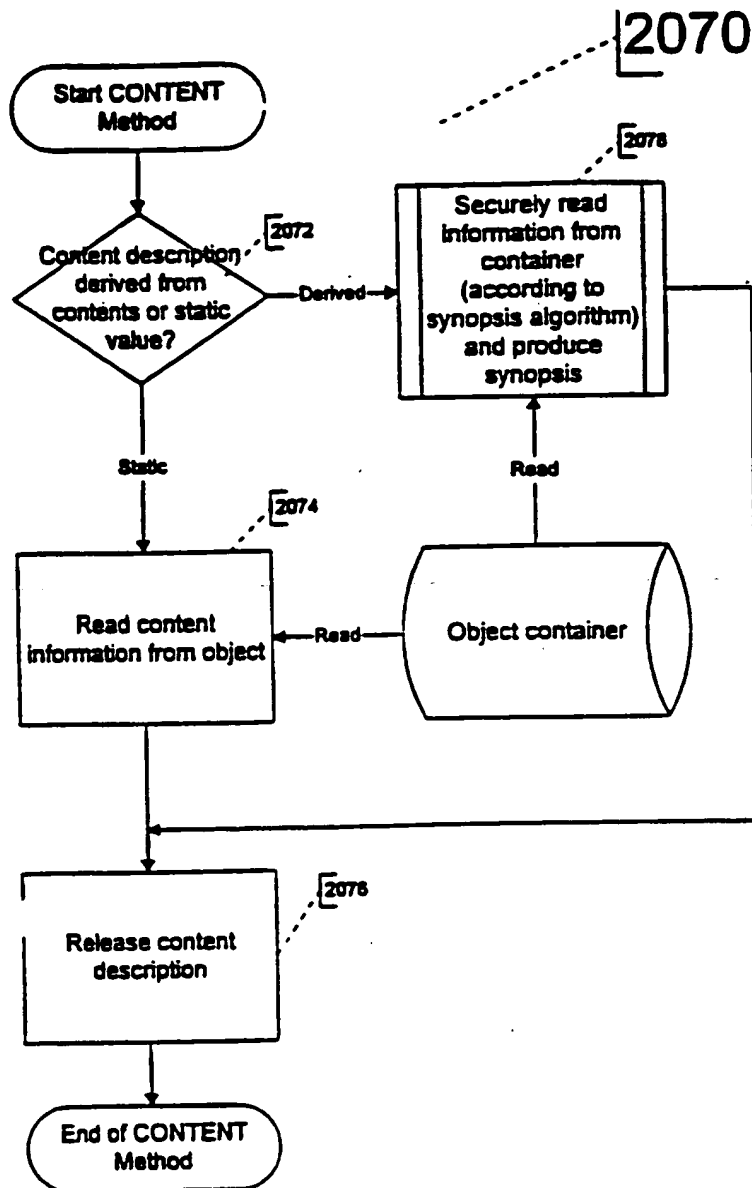 2070
Start CONTENT
Method
2072
Content description
derived from
contents or static
value?
Derived
2078
Securely read
information from
container
(according to
synopsis algorithm)
and produce
synopsis
Static
Read
2074
Read content
information from object
Read
Object container
2076
Release content
description
End of CONTENT
Method